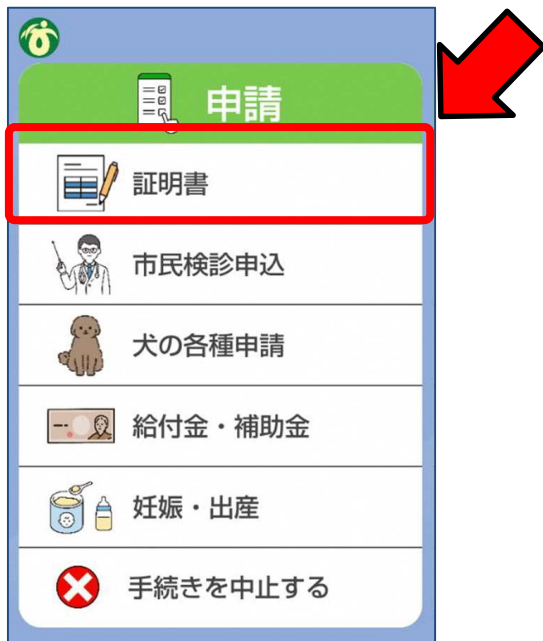 申請
証明書
市民検診申込
犬の各種申請
給付金・補助金
妊娠・出産
手続きを中止する